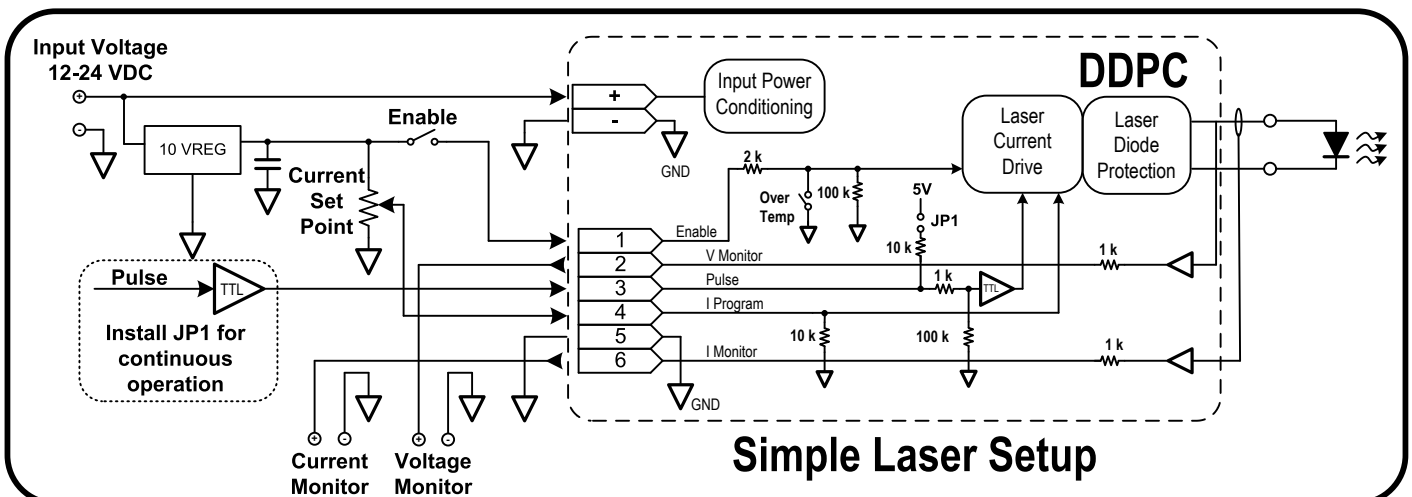 Input Voltage
12-24 VDC
+
-
10 VREG
Enable
Current
Set
Point
Pulse
TTL
Install JP1 for
continuous
operation
+
-
+
-
Current
Monitor
Voltage
Monitor
DDPC
+
-
GND
Input Power
Conditioning
Laser
Current
Drive
Laser
Diode
Protection
2 k
Over
Temp
100 k
5V
JP1
10 k
1
Enable
2
V Monitor
1 k
3
Pulse
1 k
TTL
4
I Program
10 k
100 k
5
6
I Monitor
1 k
GND
Simple Laser Setup